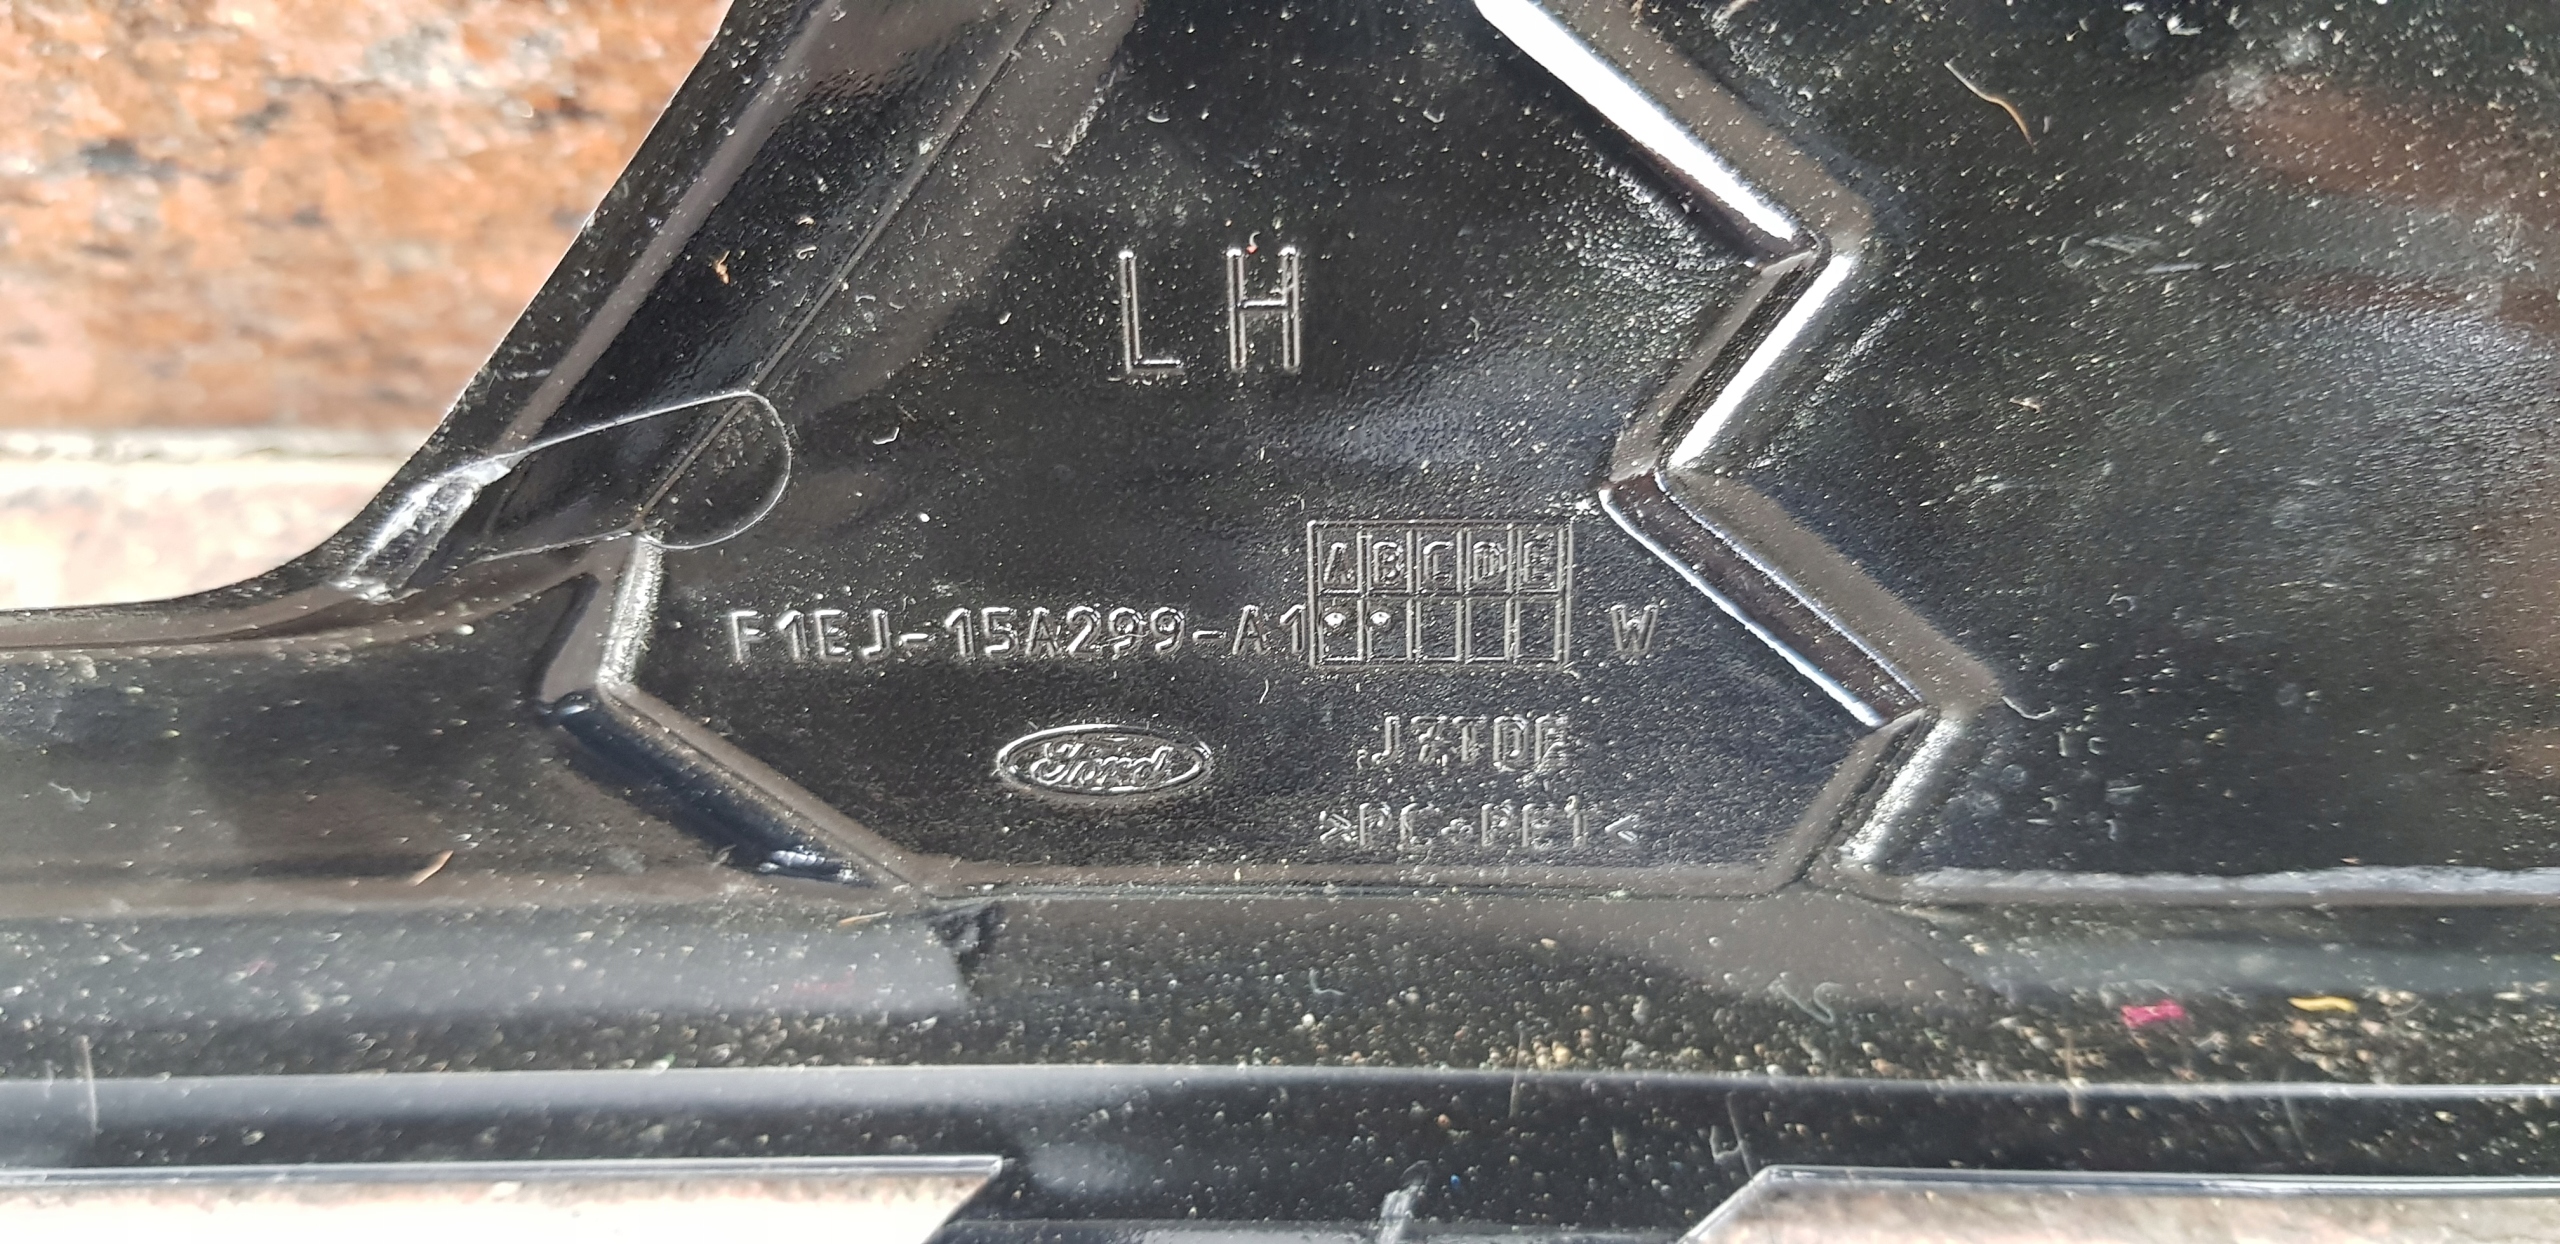 LH
ABCDE
F1EJ-15A299-A1 W
Ford
>PC+PET<